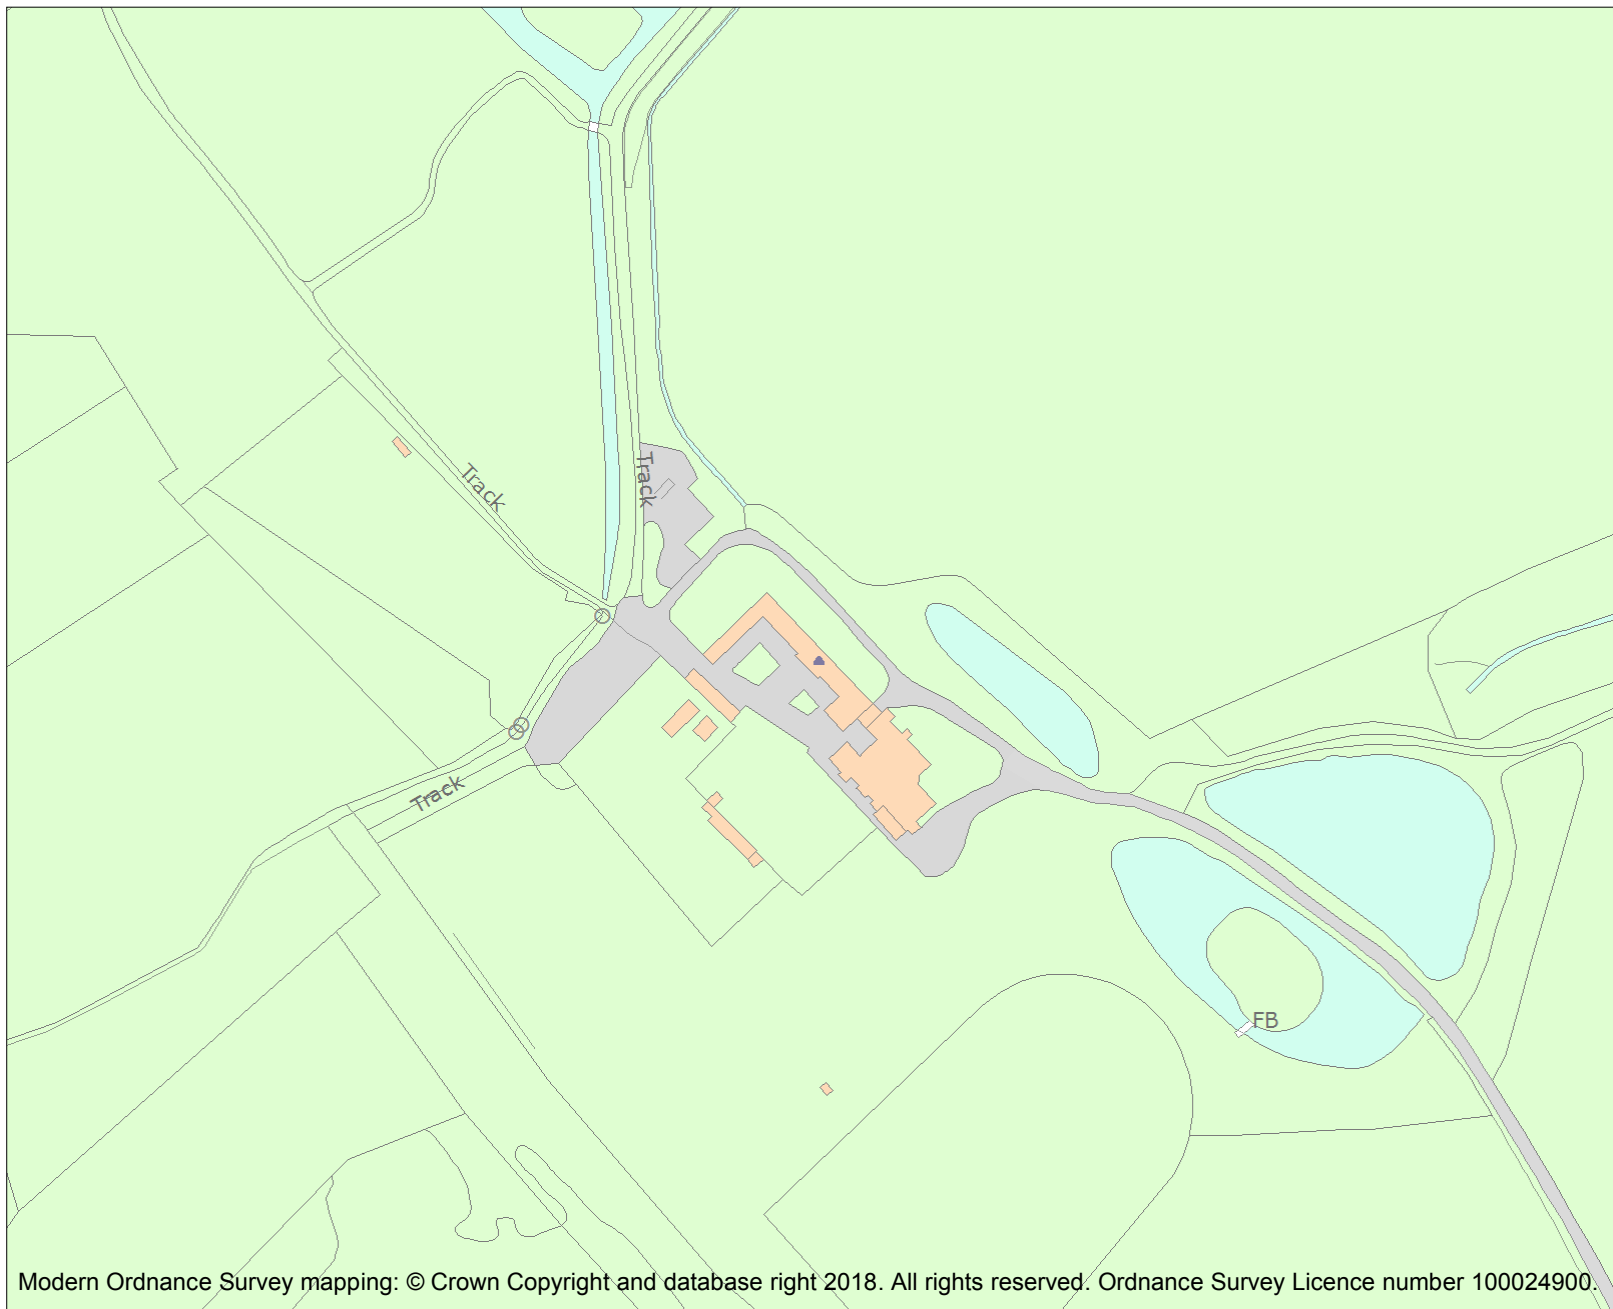 Track
Track
Track
FB
Modern Ordnance Survey mapping: © Crown Copyright and database right 2018. All rights reserved. Ordnance Survey Licence number 100024900.